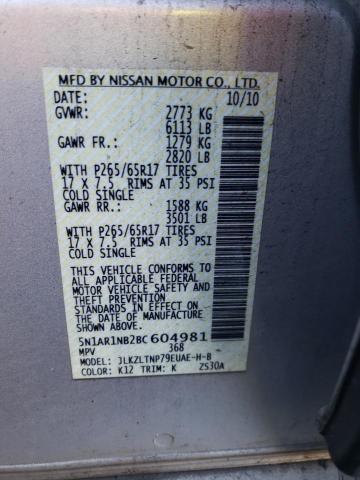 MFD BY NISSAN MOTOR CO., LTD.
DATE: 10/10
GVWR: 2773 KG
6113 LB
GAWR FR.: 1279 KG
2820 LB
WITH P265/65R17 TIRES
17 X 7.5 RIMS AT 35 PSI
COLD SINGLE
GAWR RR.: 1588 KG
3501 LB
WITH P265/65R17 TIRES
17 X 7.5 RIMS AT 35 PSI
COLD SINGLE
THIS VEHICLE CONFORMS TO
ALL APPLICABLE FEDERAL
MOTOR VEHICLE SAFETY AND
THEFT PREVENTION
STANDARDS IN EFFECT ON
THE DATE OF MANUFACTURE
SHOWN ABOVE.
5N1AR1NB2BC604981
MPV 368
MODEL: JLKZLTNP79EUAE-H-B
COLOR: K12 TRIM: K ZS30A